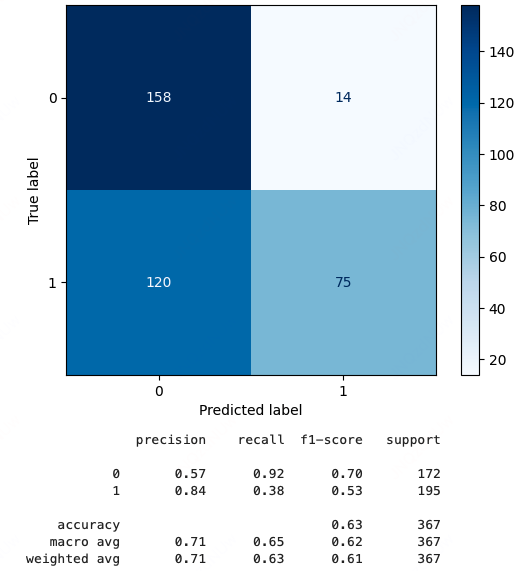 140
0
158
14
120
True label
100
80
1
120
75
60
40
20
0
1
Predicted label
precision recall f1-score support
0 0.57 0.92 0.70 172
1 0.84 0.38 0.53 195
accuracy 0.63 367
macro avg 0.71 0.65 0.62 367
weighted avg 0.71 0.63 0.61 367